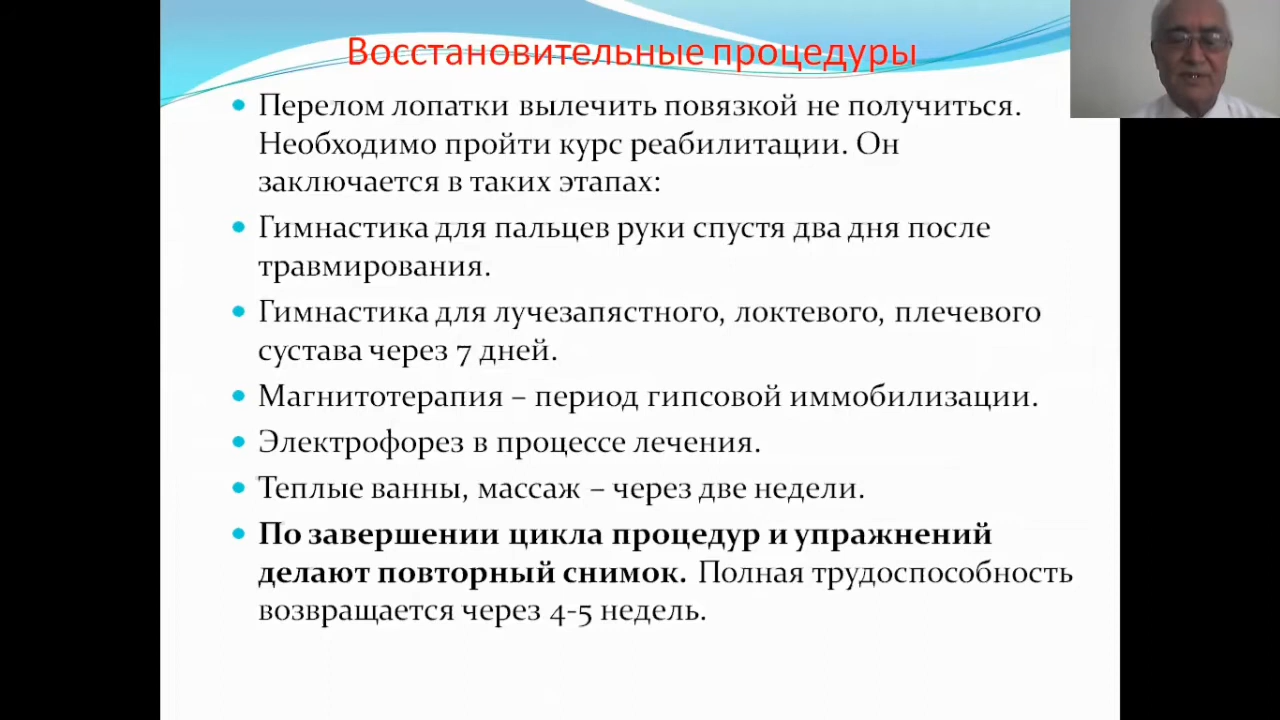 Восстановительные процедуры
Перелом лопатки вылечить повязкой не получиться.
Необходимо пройти курс реабилитации. Он
заключается в таких этапах:
Гимнастика для пальцев руки спустя два дня после
травмирования.
Гимнастика для лучезапястного, локтевого, плечевого
сустава через 7 дней.
Магнитотерапия – период гипсовой иммобилизации.
Электрофорез в процессе лечения.
Теплые ванны, массаж – через две недели.
По завершении цикла процедур и упражнений
делают повторный снимок. Полная трудоспособность
возвращается через 4-5 недель.